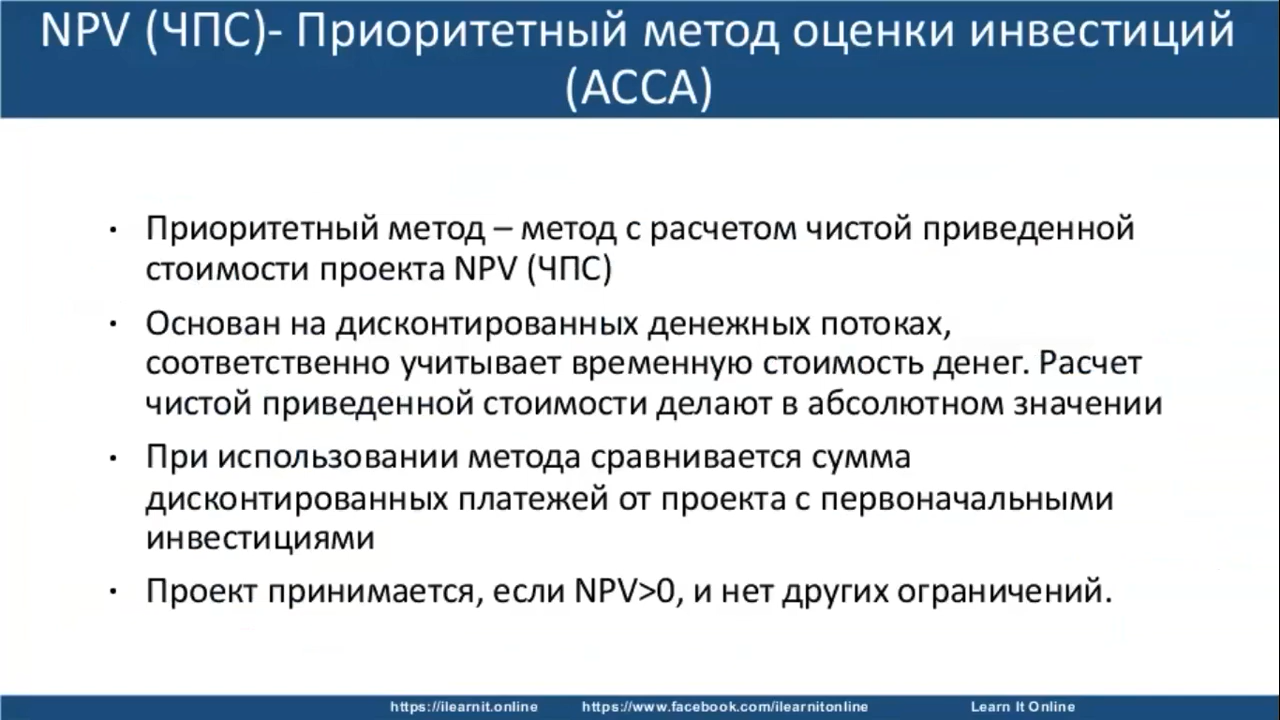 NPV (ЧПС)- Приоритетный метод оценки инвестиций
(ACCA)
• Приоритетный метод – метод с расчетом чистой приведенной
стоимости проекта NPV (ЧПС)
• Основан на дисконтированных денежных потоках,
соответственно учитывает временную стоимость денег. Расчет
чистой приведенной стоимости делают в абсолютном значении
• При использовании метода сравнивается сумма
дисконтированных платежей от проекта с первоначальными
инвестициями
• Проект принимается, если NPV>0, и нет других ограничений.
https://ilearnit.online https://www.facebook.com/ilearnitonline Learn It Online